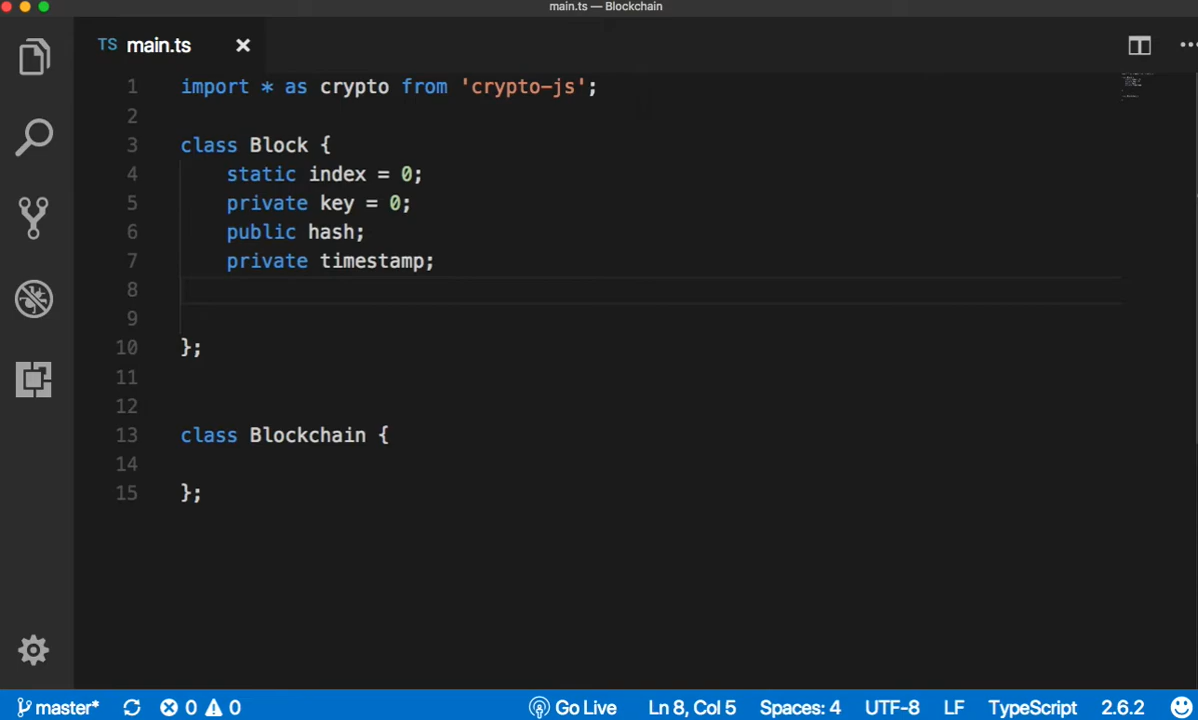 main.ts — Blockchain
TS main.ts
1 import * as crypto from 'crypto-js';
2
3 class Block {
4 static index = 0;
5 private key = 0;
6 public hash;
7 private timestamp;
8
9
10 };
11
12
13 class Blockchain {
14
15 };
master* 0 0 Go Live Ln 8, Col 5 Spaces: 4 UTF-8 LF TypeScript 2.6.2